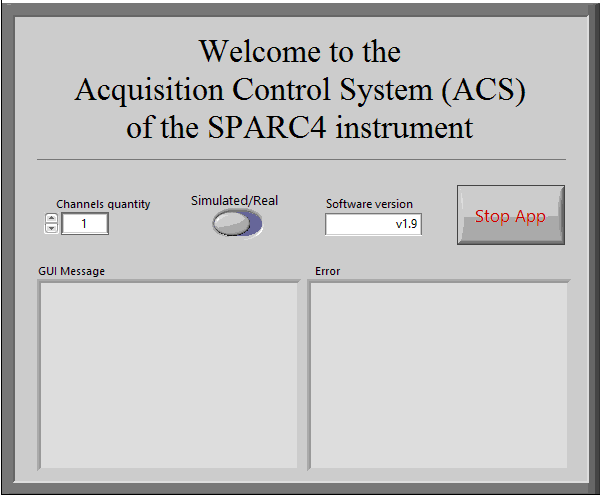 Welcome to the
Acquisition Control System (ACS)
of the SPARC4 instrument
Channels quantity
1
Simulated/Real
Software version
v1.9
Stop App
GUI Message
Error